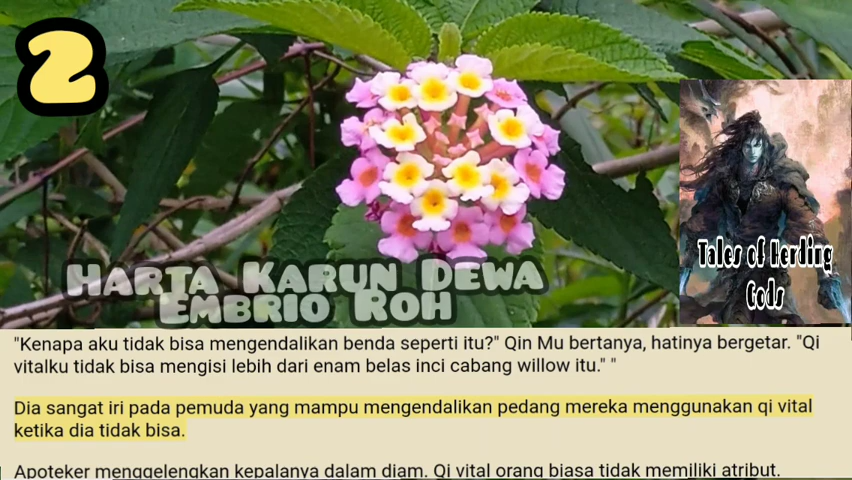 2
Tales of Herding
Gods
Harta Karun Dewa
Embrio Roh
"Kenapa aku tidak bisa mengendalikan benda seperti itu?" Qin Mu bertanya, hatinya bergetar. "Qi
vitalku tidak bisa mengisi lebih dari enam belas inci cabang willow itu." "
Dia sangat iri pada pemuda yang mampu mengendalikan pedang mereka menggunakan qi vital
ketika dia tidak bisa.
Apoteker menggelengkan kepalanya dalam diam. Qi vital orang biasa tidak memiliki atribut.